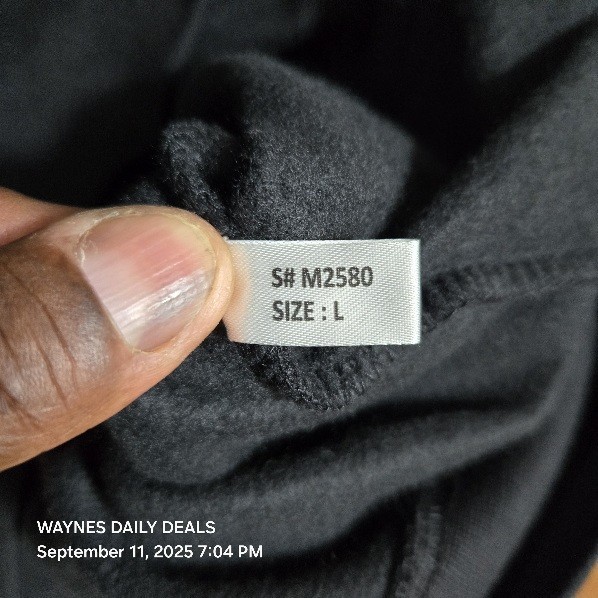 S# M2580
SIZE : L
WAYNES DAILY DEALS
September 11, 2025 7:04 PM